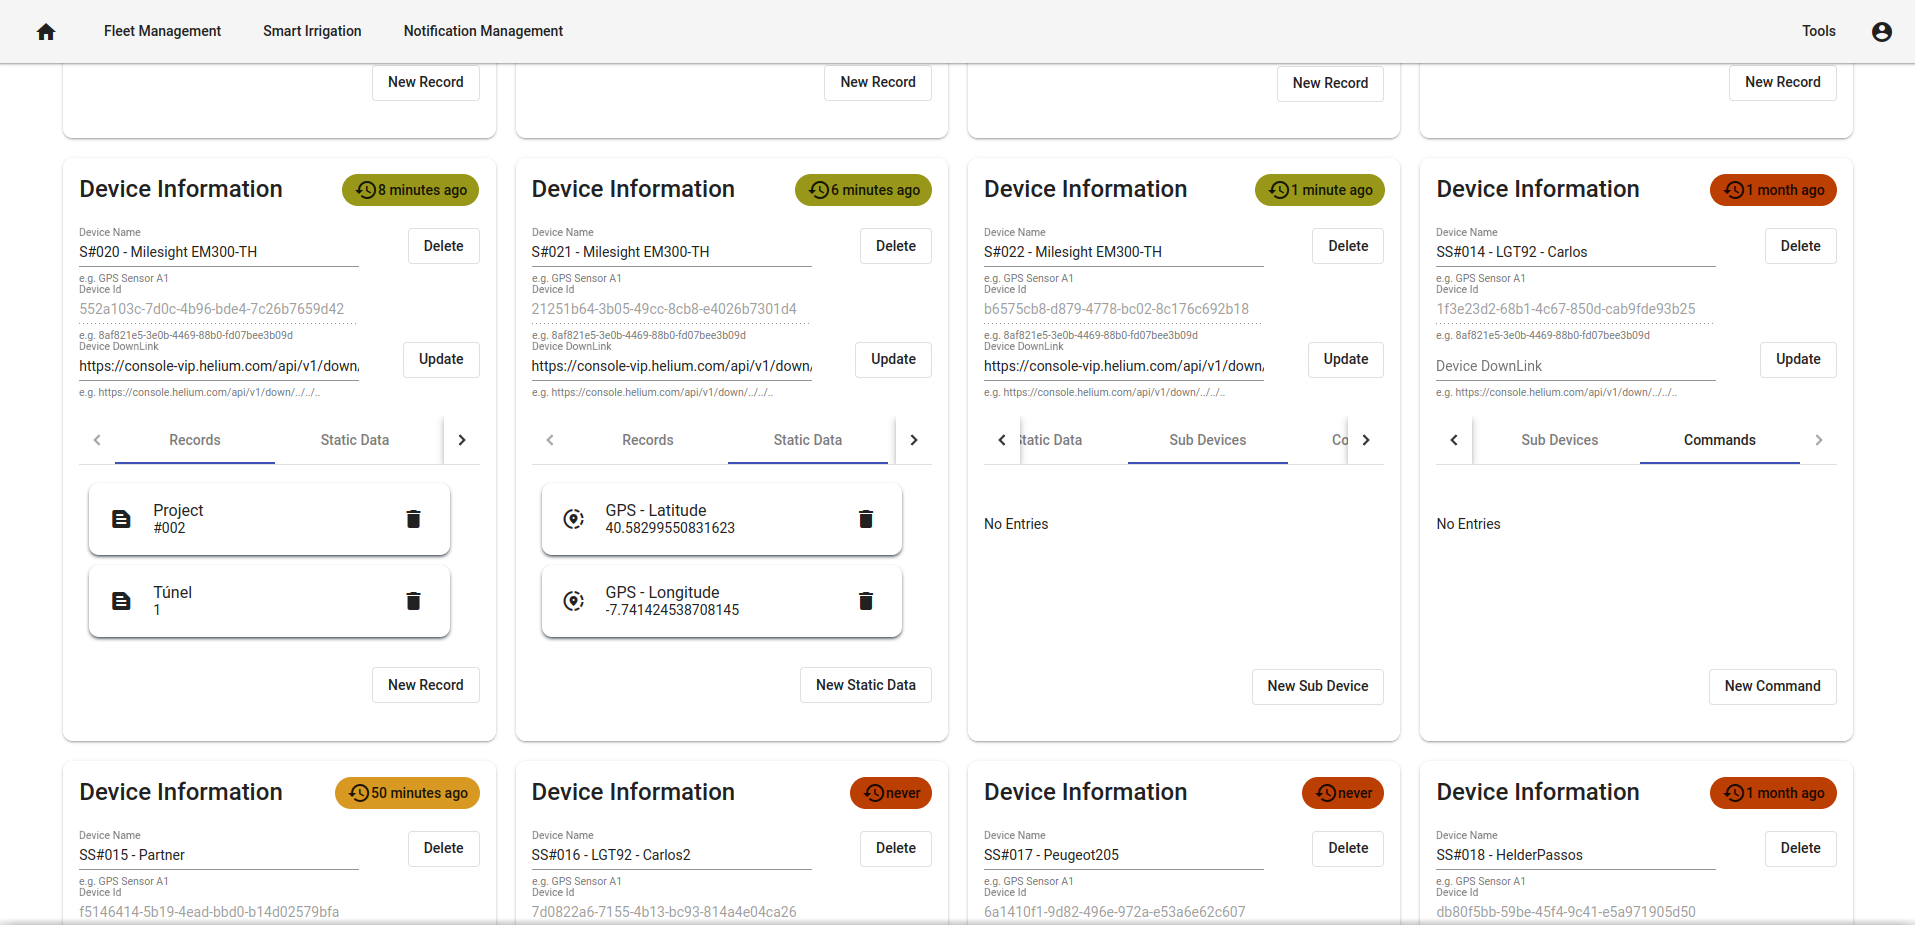 Fleet Management Smart Irrigation Notification Management Tools
New Record New Record New Record New Record
Device Information 8 minutes ago
Device Name
S#020 - Milesight EM300-TH Delete
e.g. GPS Sensor A1
Device Id
552a103c-7d0c-4b96-bde4-7c26b7659d42
e.g. 8af821e5-3e0b-4469-88b0-fd07bee3b09d
Device DownLink
https://console-vip.helium.com/api/v1/down/ Update
e.g. https://console.helium.com/api/v1/down/../../..
Records Static Data
Project
#002
Túnel
1
New Record
Device Information 6 minutes ago
Device Name
S#021 - Milesight EM300-TH Delete
e.g. GPS Sensor A1
Device Id
21251b64-3b05-49cc-8cb8-e4026b7301d4
e.g. 8af821e5-3e0b-4469-88b0-fd07bee3b09d
Device DownLink
https://console-vip.helium.com/api/v1/down/ Update
e.g. https://console.helium.com/api/v1/down/../../..
Records Static Data
GPS - Latitude
40.58299550831623
GPS - Longitude
-7.741424538708145
New Static Data
Device Information 1 minute ago
Device Name
S#022 - Milesight EM300-TH Delete
e.g. GPS Sensor A1
Device Id
b6575cb8-d879-4778-bc02-8c176c692b18
e.g. 8af821e5-3e0b-4469-88b0-fd07bee3b09d
Device DownLink
https://console-vip.helium.com/api/v1/down/ Update
e.g. https://console.helium.com/api/v1/down/../../..
Static Data Sub Devices Co
No Entries
New Sub Device
Device Information 1 month ago
Device Name
SS#014 - LGT92 - Carlos Delete
e.g. GPS Sensor A1
Device Id
1f3e23d2-68b1-4c67-850d-cab9fde93b25
e.g. 8af821e5-3e0b-4469-88b0-fd07bee3b09d
Device DownLink Update
e.g. https://console.helium.com/api/v1/down/../../..
Sub Devices Commands
No Entries
New Command
Device Information 50 minutes ago
Device Name
SS#015 - Partner Delete
e.g. GPS Sensor A1
Device Id
f5146414-5b19-4ead-bbd0-b14d02579bfa
Device Information never
Device Name
SS#016 - LGT92 - Carlos2 Delete
e.g. GPS Sensor A1
Device Id
7d0822a6-7155-4b13-bc93-814a4e04ca26
Device Information never
Device Name
SS#017 - Peugeot205 Delete
e.g. GPS Sensor A1
Device Id
6a1410f1-9d82-496e-972a-e53a6e62c607
Device Information 1 month ago
Device Name
SS#018 - HelderPassos Delete
e.g. GPS Sensor A1
Device Id
db80f5bb-59be-45f4-9c41-e5a971905d50